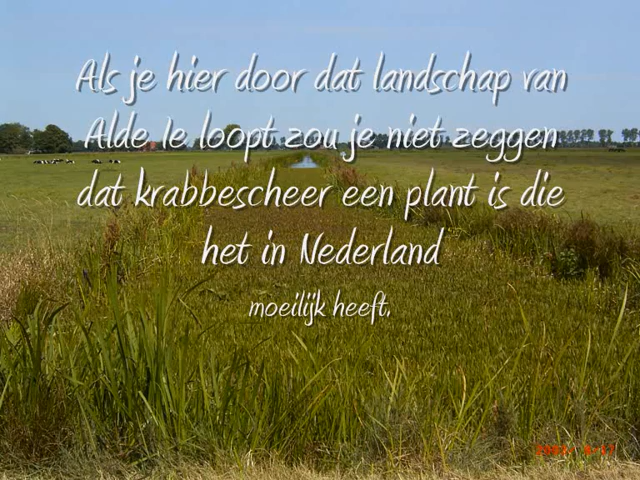 Als je hier door dat landschap van
Alde Ie loopt zou je niet zeggen
dat krabbescheer een plant is die
het in Nederland
moeilijk heeft.